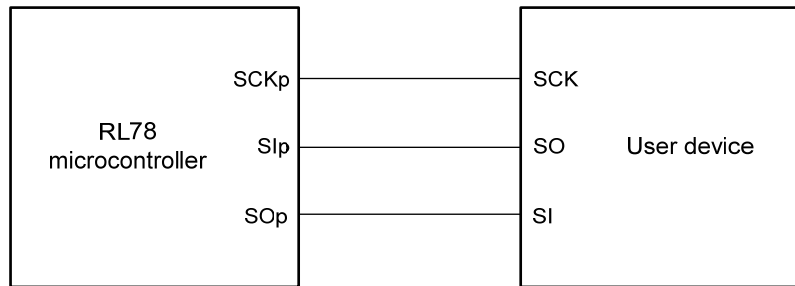 SCKp
SCK
RL78
microcontroller
SIp
SO
User device
SOp
SI